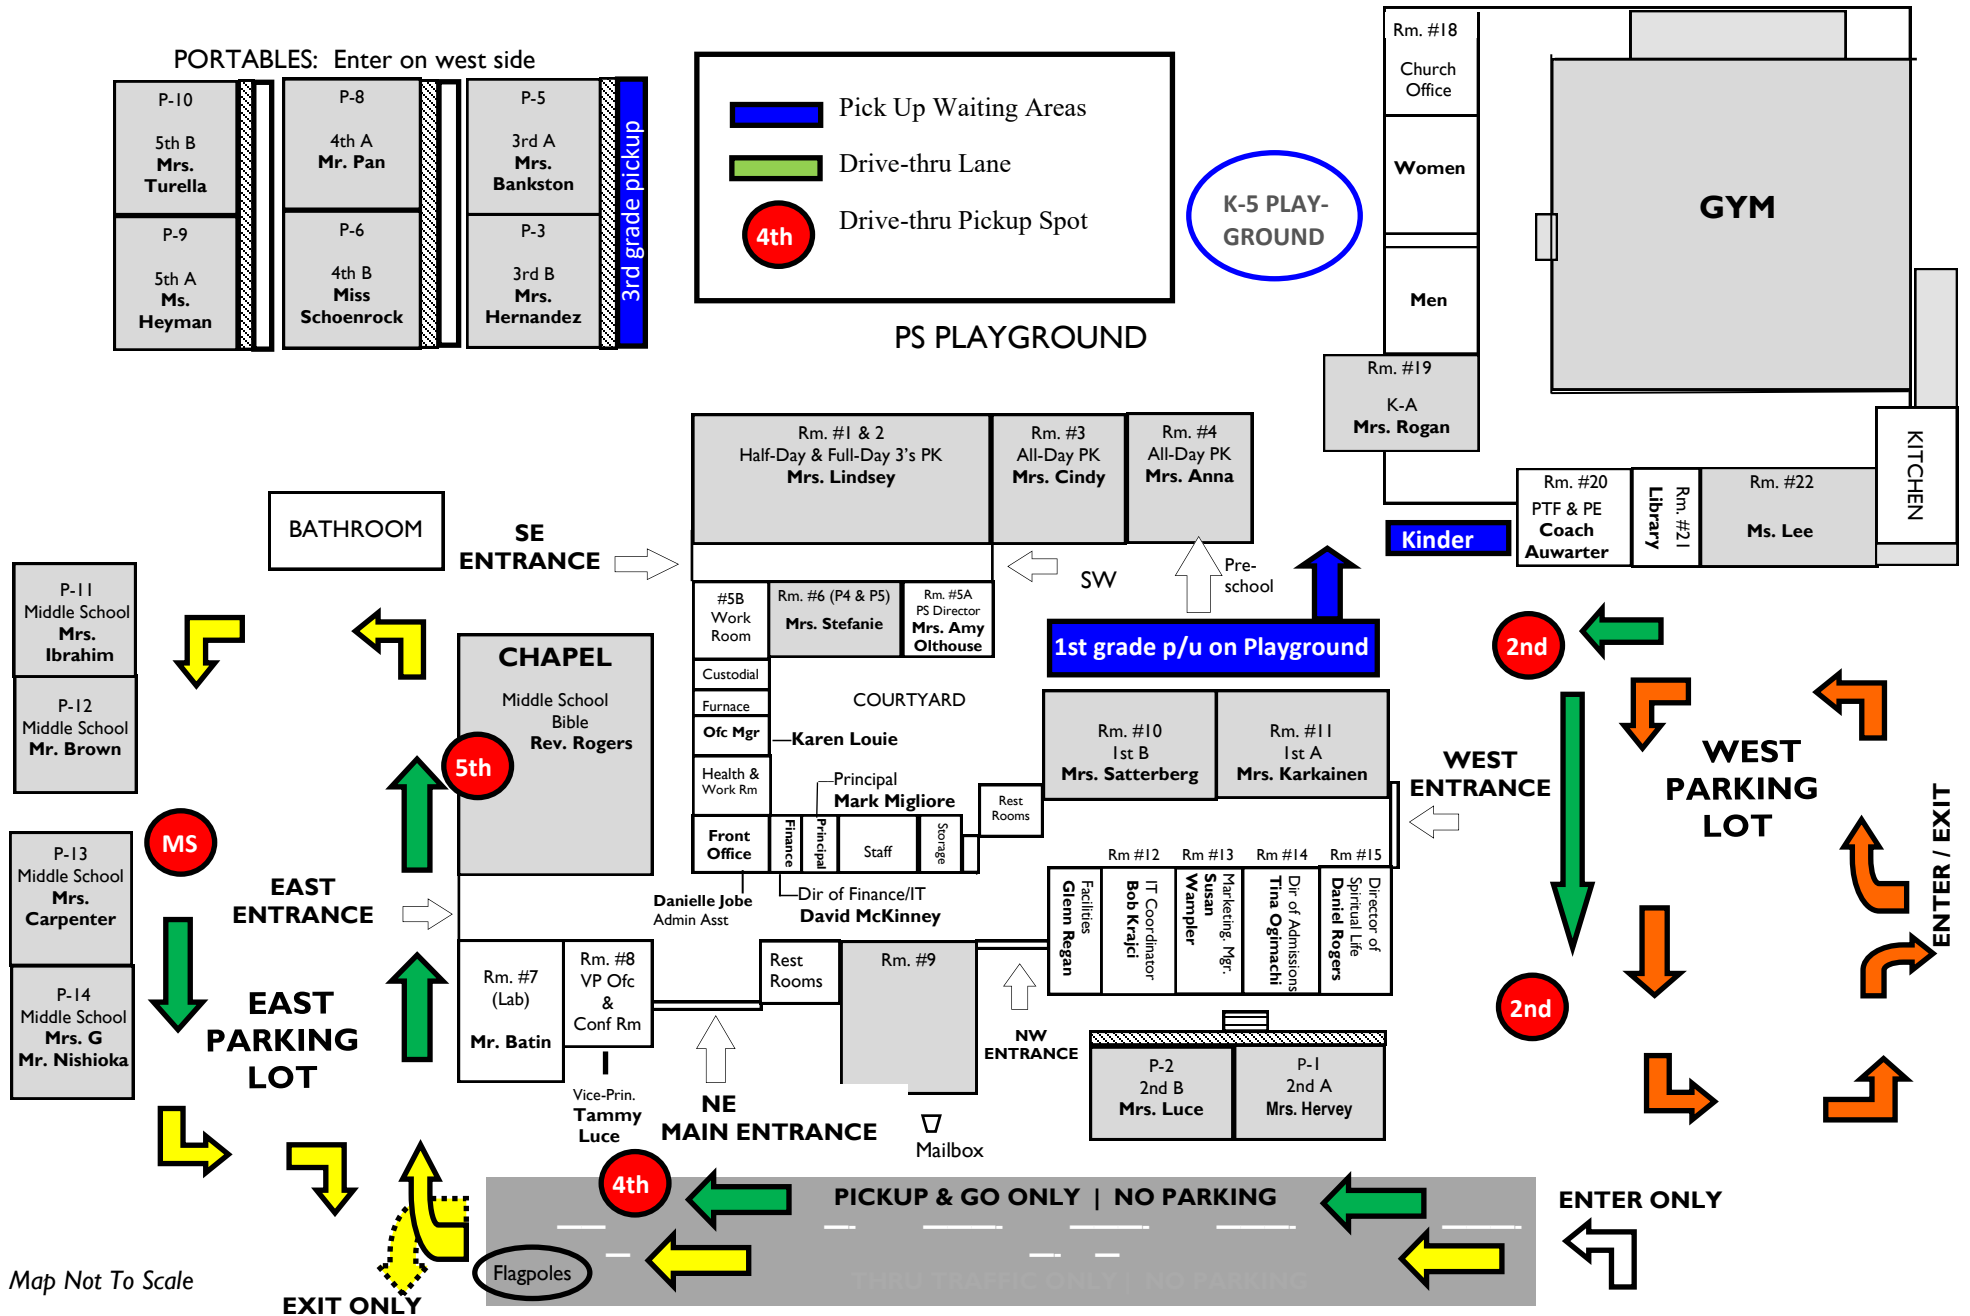 PORTABLES: Enter on west side
P-10
5th B
Mrs.
Turella
P-8
4th A
Mr. Pan
P-5
3rd A
Mrs.
Bankston
P-9
5th A
Ms.
Heyman
P-6
4th B
Miss
Schoenrock
P-3
3rd B
Mrs.
Hernandez
3rd grade pickup
Pick Up Waiting Areas
Drive-thru Lane
4th
Drive-thru Pickup Spot
K-5 PLAY-
GROUND
PS PLAYGROUND
Rm. #18
Church
Office
Women
Men
GYM
Rm. #19
K-A
Mrs. Rogan
KITCHEN
Rm. #20
PTF & PE
Coach
Auwarter
Rm. #21
Library
Rm. #22
Ms. Lee
Kinder
Rm. #1 & 2
Half-Day & Full-Day 3's PK
Mrs. Lindsey
Rm. #3
All-Day PK
Mrs. Cindy
Rm. #4
All-Day PK
Mrs. Anna
BATHROOM
SE
ENTRANCE
SW
Pre-
school
#5B
Work
Room
Rm. #6 (P4 & P5)
Mrs. Stefanie
Rm. #5A
PS Director
Mrs. Amy
Olthouse
1st grade p/u on Playground
P-11
Middle School
Mrs.
Ibrahim
P-12
Middle School
Mr. Brown
CHAPEL
Middle School
Bible
Rev. Rogers
5th
Custodial
Furnace
Ofc Mgr
Karen Louie
COURTYARD
Health &
Work Rm
Principal
Mark Migliore
Front
Office
Finance
Principal
Staff
Storage
Rest
Rooms
Danielle Jobe
Admin Asst
Dir of Finance/IT
David McKinney
Rm. #10
1st B
Mrs. Satterberg
Rm. #11
1st A
Mrs. Karkainen
WEST
ENTRANCE
2nd
WEST
PARKING
LOT
ENTER / EXIT
Facilities
Glenn Regan
Rm #12
IT Coordinator
Bob Krajci
Rm #13
Marketing. Mgr.
Susan
Wampler
Rm #14
Dir of Admissions
Tina Ogimachi
Rm #15
Director of
Spiritual Life
Daniel Rogers
2nd
MS
P-13
Middle School
Mrs.
Carpenter
P-14
Middle School
Mrs. G
Mr. Nishioka
EAST
ENTRANCE
EAST
PARKING
LOT
Rm. #7
(Lab)
Mr. Batin
Rm. #8
VP Ofc
&
Conf Rm
Vice-Prin.
Tammy
Luce
Rest
Rooms
Rm. #9
NE
MAIN ENTRANCE
Mailbox
NW
ENTRANCE
P-2
2nd B
Mrs. Luce
P-1
2nd A
Mrs. Hervey
4th
PICKUP & GO ONLY | NO PARKING
ENTER ONLY
THRU TRAFFIC ONLY | NO PARKING
Flagpoles
EXIT ONLY
Map Not To Scale